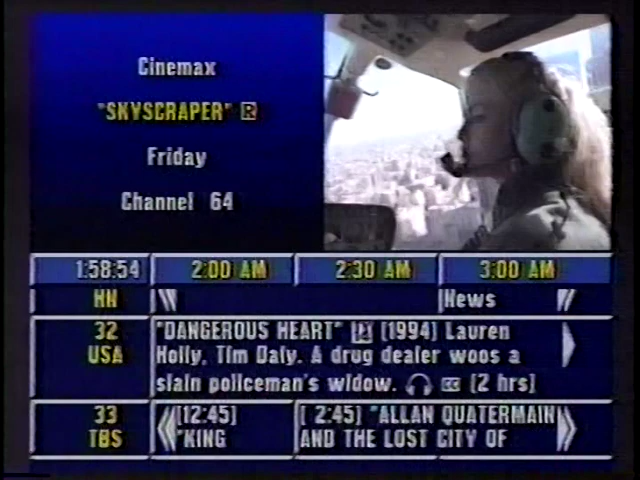 Cinemax
"SKYSCRAPER" R
Friday
Channel 64
1:58:54 2:00 AM 2:30 AM 3:00 AM
HN News
32 "DANGEROUS HEART" [1994] Lauren
USA Holly, Tim Daly. A drug dealer woos a
slain policeman's widow. CC [2 hrs]
33 [12:45] [ 2:45] "ALLAN QUATERMAIN
TBS "KING AND THE LOST CITY OF